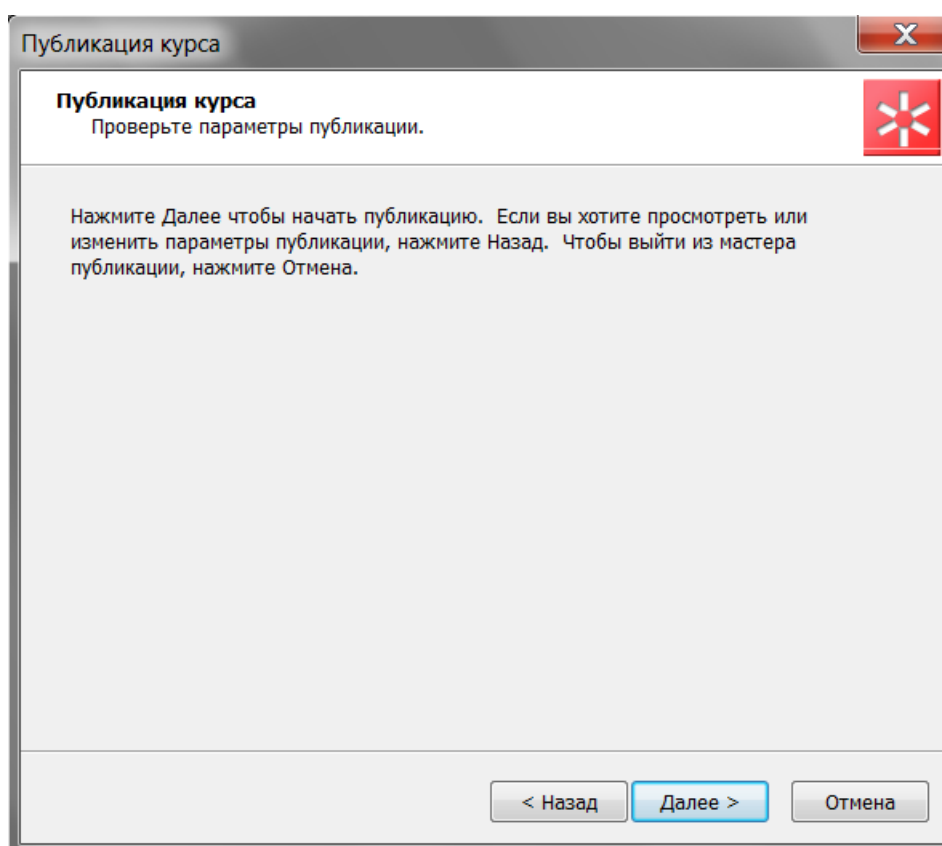 Публикация курса
Публикация курса
Проверьте параметры публикации.
Нажмите Далее чтобы начать публикацию. Если вы хотите просмотреть или
изменить параметры публикации, нажмите Назад. Чтобы выйти из мастера
публикации, нажмите Отмена.
< Назад Далее > Отмена